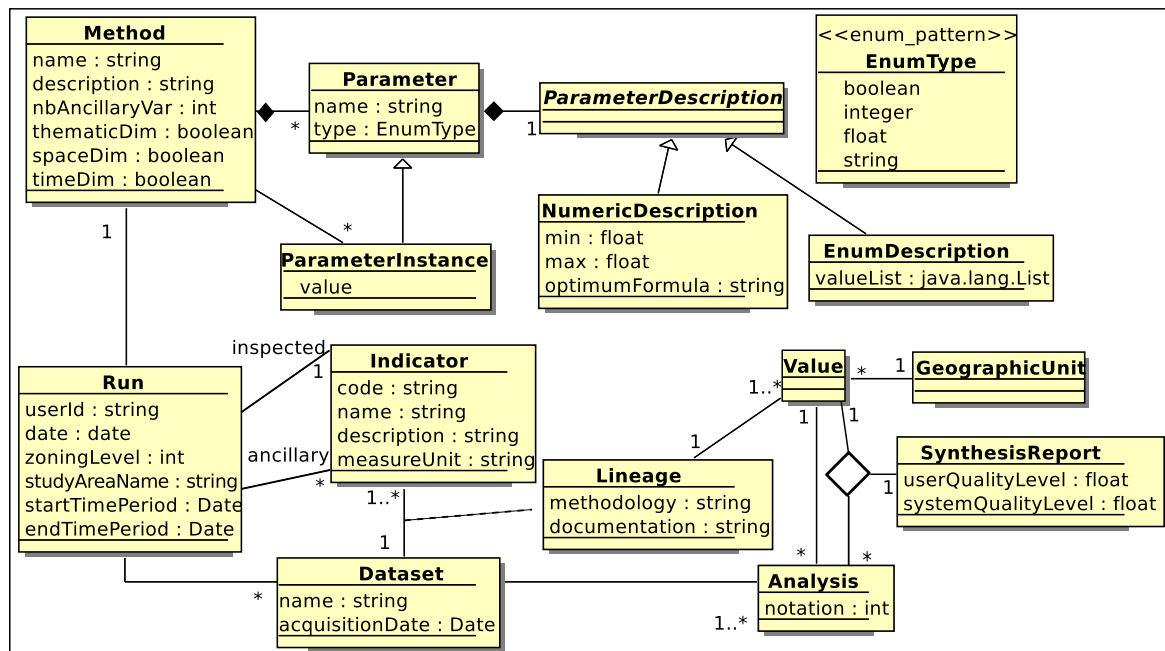 Method
name : string
description : string
nbAncillaryVar : int
thematicDim : boolean
spaceDim : boolean
timeDim : boolean
*
Parameter
name : string
type : EnumType
1
ParameterDescription
<<enum_pattern>>
EnumType
boolean
integer
float
string
*
ParameterInstance
value
NumericDescription
min : float
max : float
optimumFormula : string
EnumDescription
valueList : java.lang.List
1
Run
userId : string
date : date
zoningLevel : int
studyAreaName : string
startTimePeriod : Date
endTimePeriod : Date
inspected
1
ancillary
*
Indicator
code : string
name : string
description : string
measureUnit : string
1..*
1
Lineage
methodology : string
documentation : string
1
1..*
Value
*
1
GeographicUnit
1
1
1
SynthesisReport
userQualityLevel : float
systemQualityLevel : float
*
*
*
Dataset
name : string
acquisitionDate : Date
1..*
Analysis
notation : int